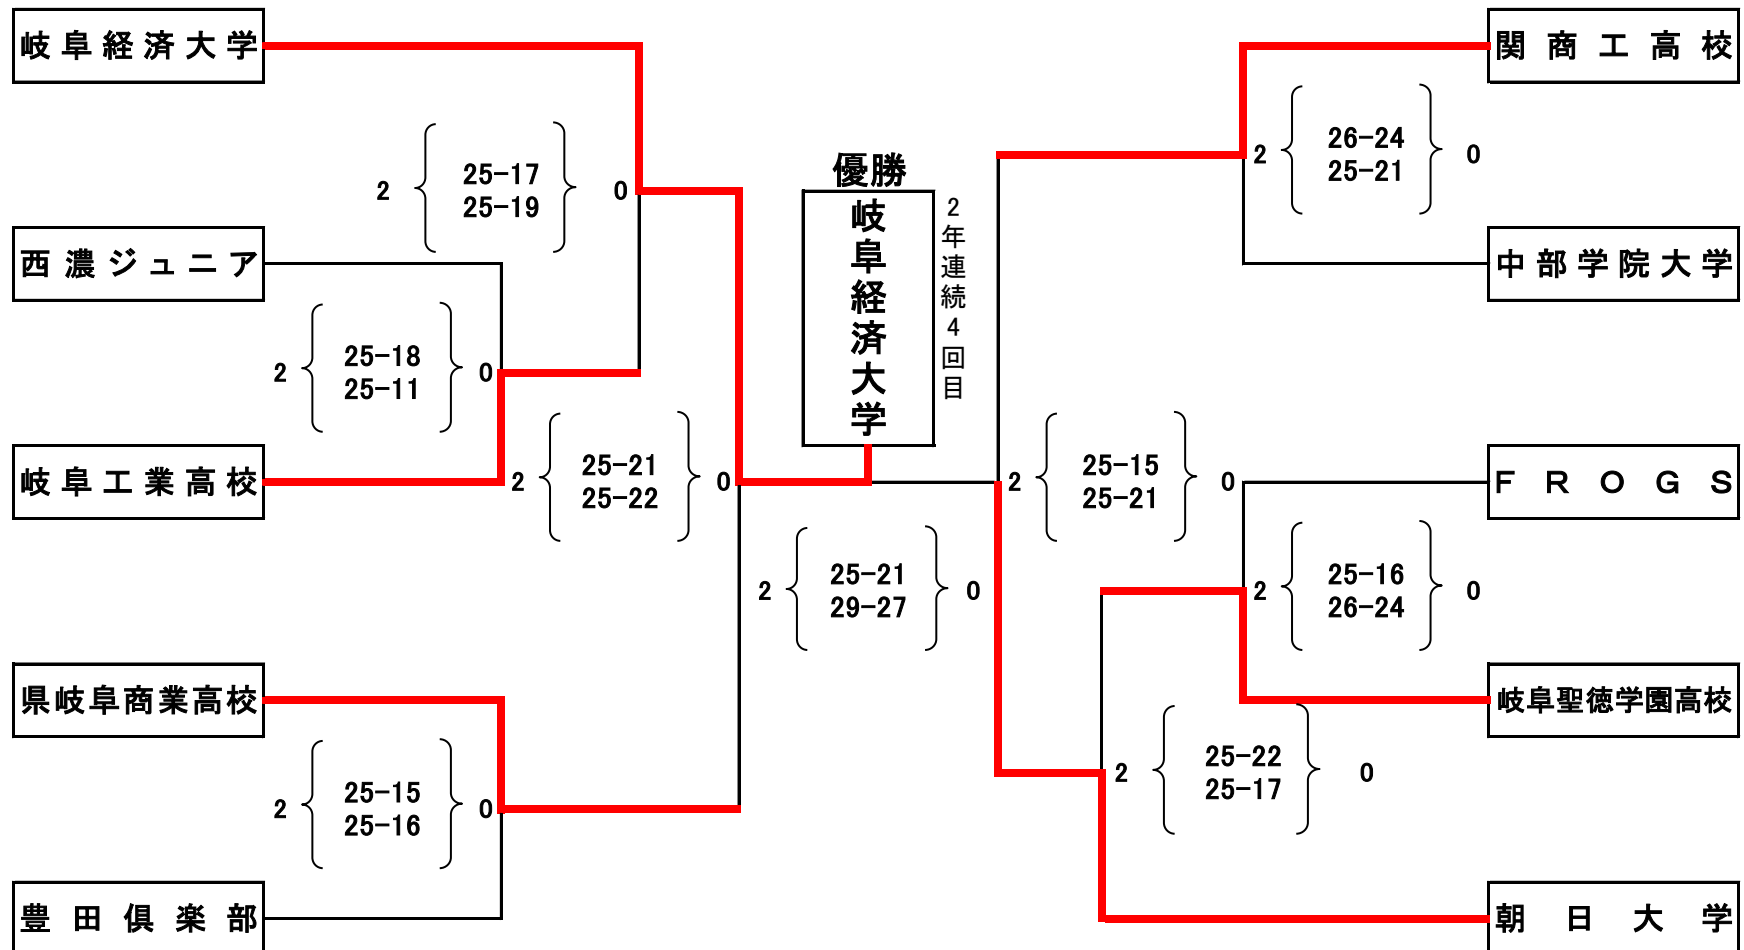 岐阜経済大学
関商工高校
26-24
2 0
25-21
優勝
岐阜経済大学
2年連続4回目
25-17
2 0
25-19
西濃ジュニア
中部学院大学
25-18
2 0
25-11
岐阜工業高校
FROGS
25-21
2 0
25-22
25-15
2 0
25-21
25-21
2 0
29-27
25-16
2 0
26-24
県岐阜商業高校
岐阜聖徳学園高校
25-15
2 0
25-16
25-22
2 0
25-17
豊田倶楽部
朝日大学